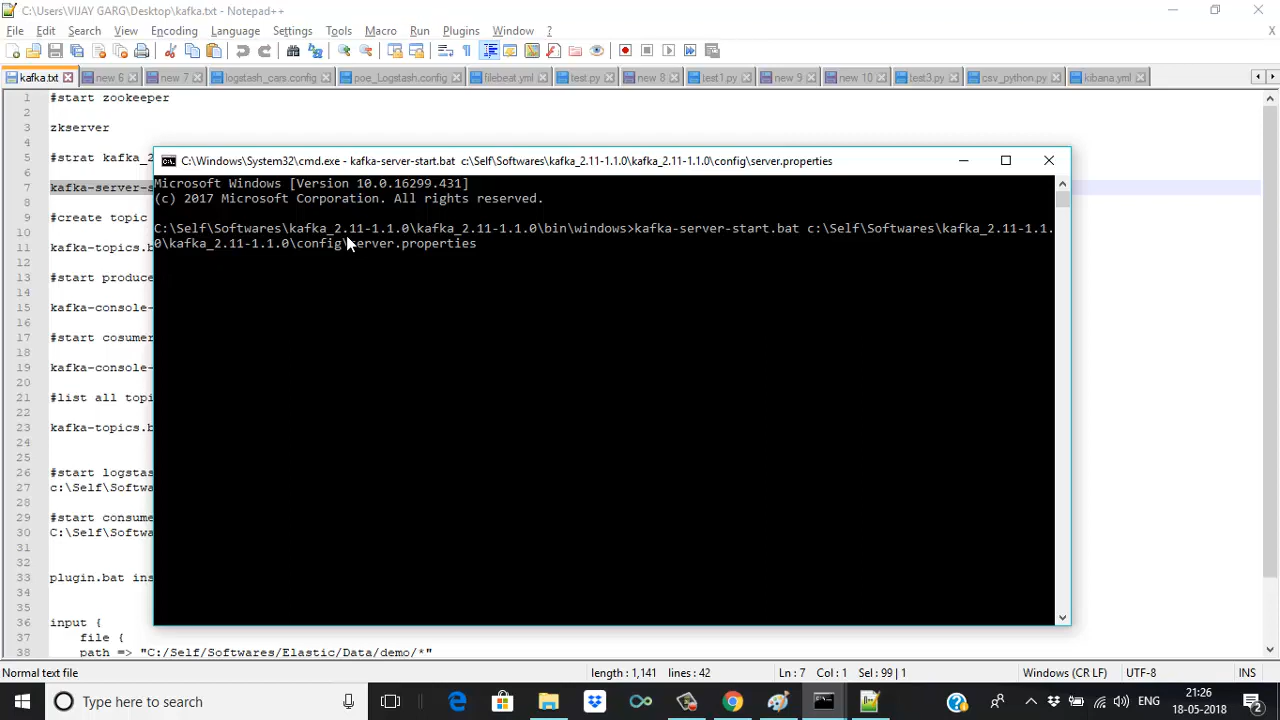 C:\Users\VIJAY GARG\Desktop\kafka.txt - Notepad++
File Edit Search View Encoding Language Settings Tools Macro Run Plugins Window ? X
kafka.txt new 6 new 7 logstash_cars.config poe_Logstash.config filebeat.yml test.py new 8 test1.py new 9 new 10 test3.py csv_python.py kibana.yml
1 #start zookeeper
2
3 zkserver
4
5 #strat kafka_2
6
7 kafka-server-s
8
9 #create topic
10
11 kafka-topics.b
12
13 #start produce
14
15 kafka-console-
16
17 #start cosumer
18
19 kafka-console-
20
21 #list all topi
22
23 kafka-topics.b
24
25
26 #start logstas
27 c:\Self\Softwa
28
29 #start consume
30 C:\Self\Softwa
31
32
33 plugin.bat ins
34
35
36 input {
37 file {
38 path => "C:/Self/Softwares/Elastic/Data/demo/*"
C:\Windows\System32\cmd.exe - kafka-server-start.bat c:\Self\Softwares\kafka_2.11-1.1.0\kafka_2.11-1.1.0\config\server.properties
Microsoft Windows [Version 10.0.16299.431]
(c) 2017 Microsoft Corporation. All rights reserved.
C:\Self\Softwares\kafka_2.11-1.1.0\kafka_2.11-1.1.0\bin\windows>kafka-server-start.bat c:\Self\Softwares\kafka_2.11-1.1.
0\kafka_2.11-1.1.0\config\server.properties
Normal text file length : 1,141 lines : 42 Ln : 7 Col : 1 Sel : 99 | 1 Windows (CR LF) UTF-8 INS
Type here to search ENG 21:26
18-05-2018 2